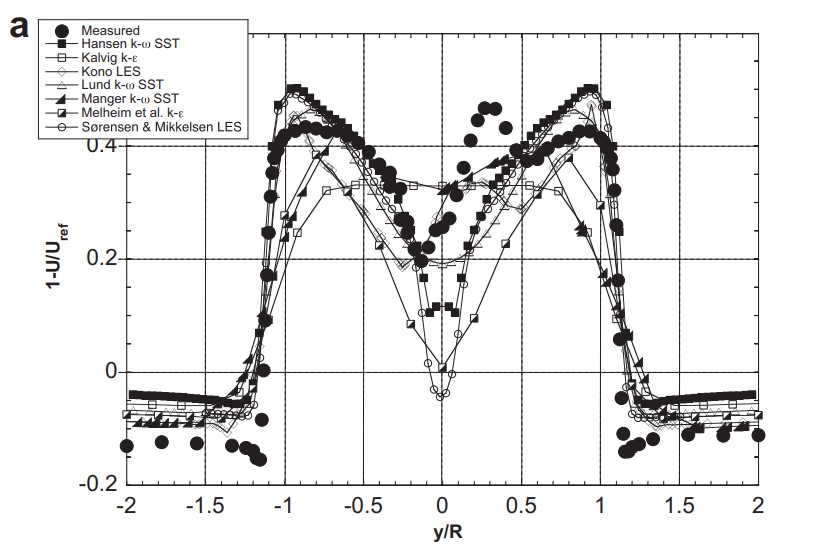 a
Measured
Hansen k-ω SST
Kalvig k-ε
Kono LES
Lund k-ω SST
Manger k-ω SST
Melheim et al. k-ε
Sørensen & Mikkelsen LES
0.4
0.2
0
-0.2
1-U/Uref
-2 -1.5 -1 -0.5 0 0.5 1 1.5 2
y/R